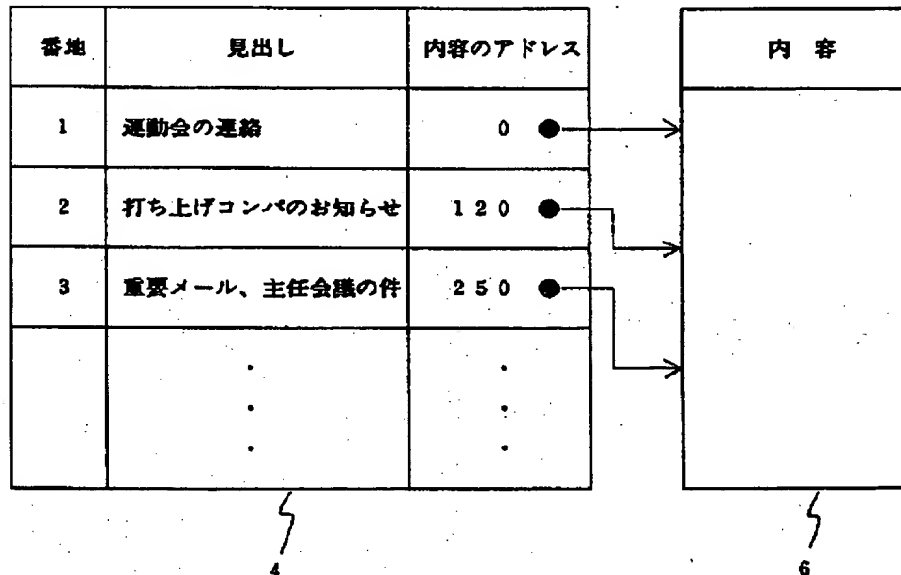 番地 見出し 内容のアドレス 内 容
1 運動会の連絡 0
2 打ち上げコンパのお知らせ 120
3 重要メール、主任会議の件 250
4 6